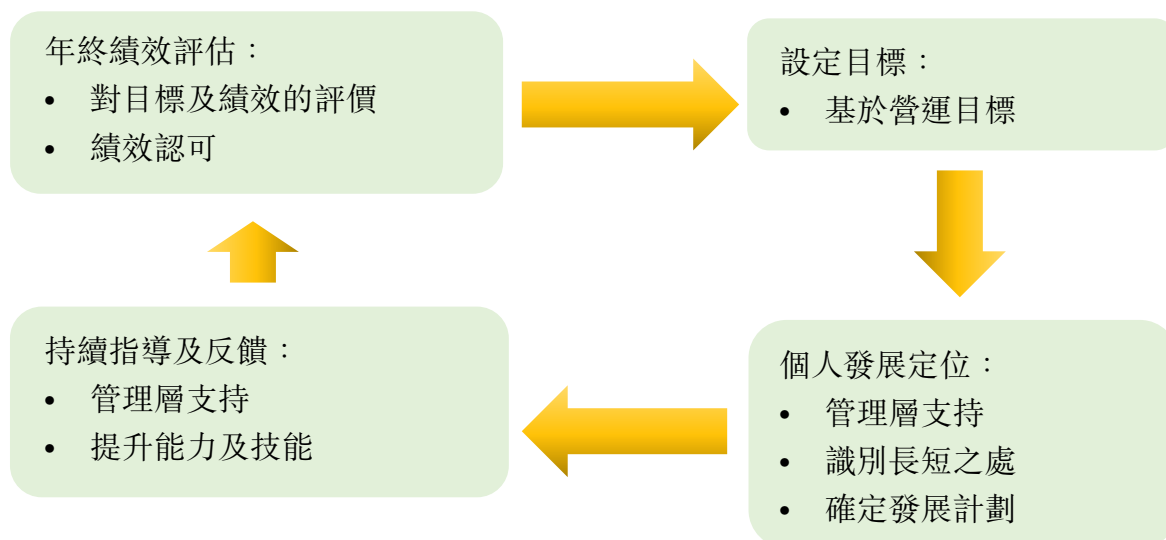 年終績效評估：
• 對目標及績效的評價
• 績效認可
設定目標：
• 基於營運目標
持續指導及反饋：
• 管理層支持
• 提升能力及技能
個人發展定位：
• 管理層支持
• 識別長短之處
• 確定發展計劃